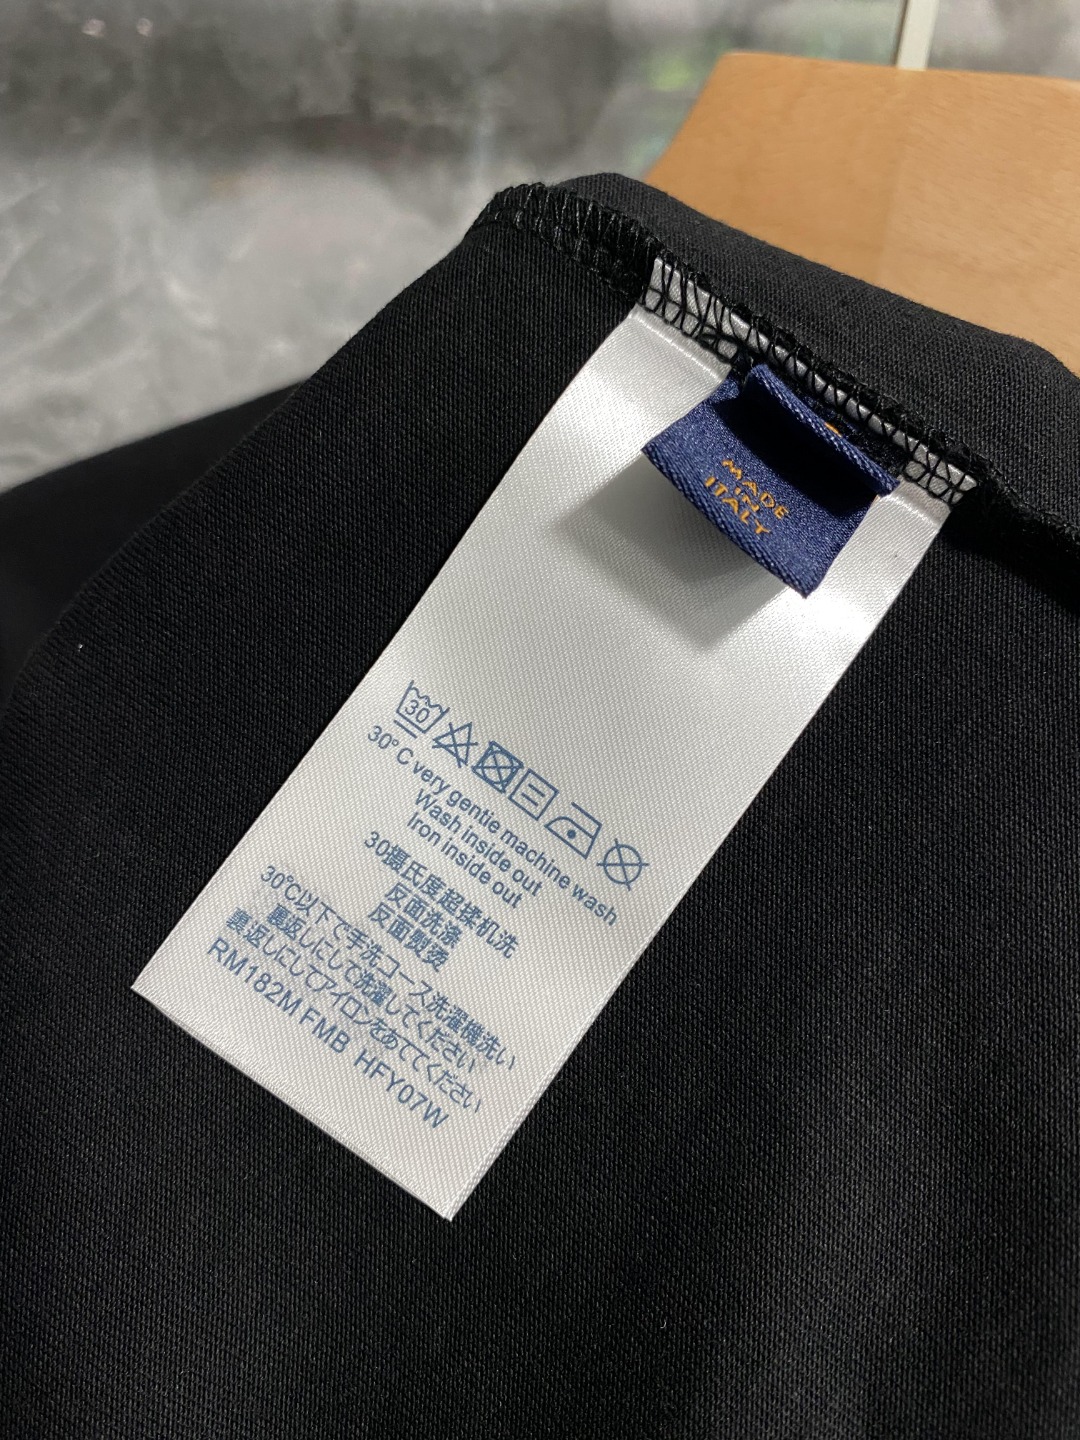 MADE
IN
ITALY
30
30°C very gentie machine wash
Wash inside out
Iron inside out
30摄氏度超揉机洗
反面洗涤
反面熨烫
30℃以下で手洗コース洗濯機洗い
裏返しにして洗濯してください
裏返しにしてアイロンをあててください
RM182M FMB HFY07W